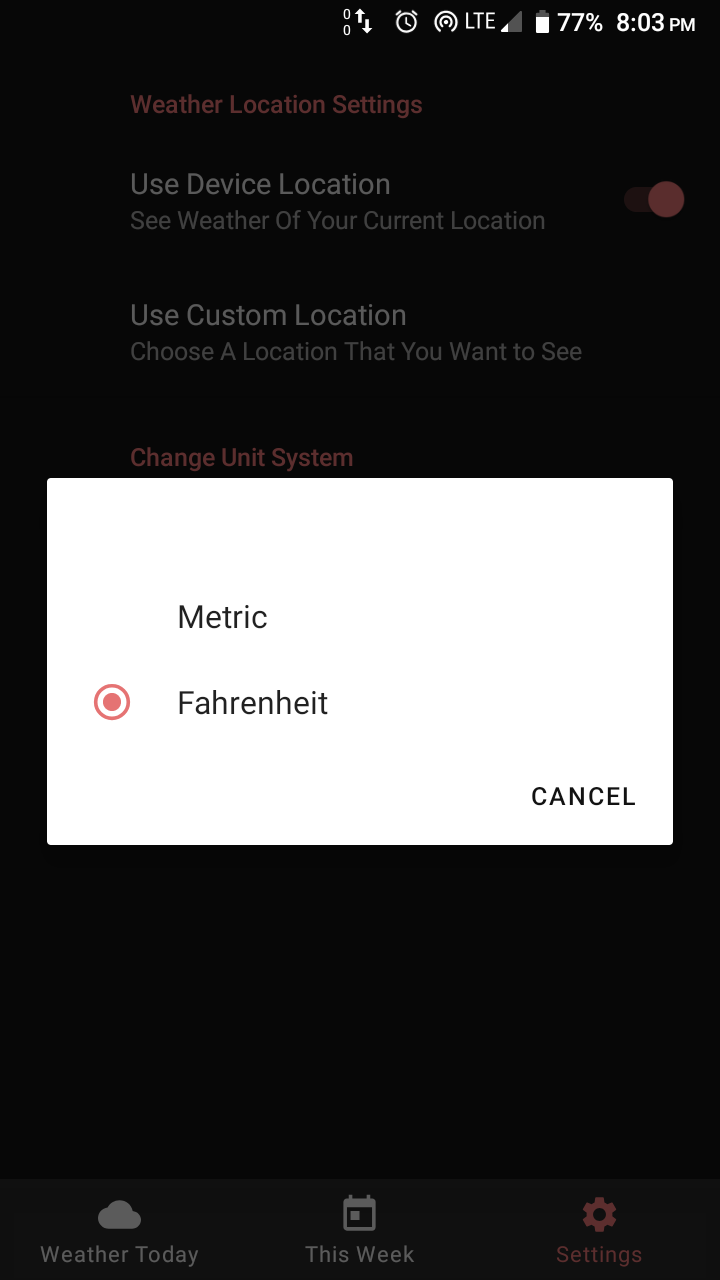 0
0
LTE 77% 8:03 PM
Weather Location Settings
Use Device Location
See Weather Of Your Current Location
Use Custom Location
Choose A Location That You Want to See
Change Unit System
Metric
Fahrenheit
CANCEL
Weather Today This Week Settings